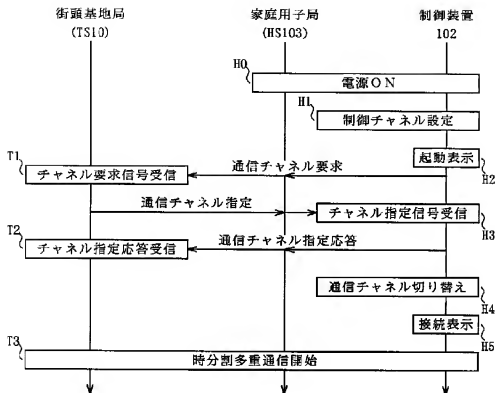 街頭基地局
(TS10)
家庭用子局
(HS103)
制御装置
102
H0
電源ON
H1
制御チャネル設定
起動表示
H2
T1
通信チャネル要求
チャネル要求信号受信
通信チャネル指定
チャネル指定信号受信
H3
T2
通信チャネル指定応答
チャネル指定応答受信
通信チャネル切り替え
H4
接続表示
H5
T3
時分割多重通信開始